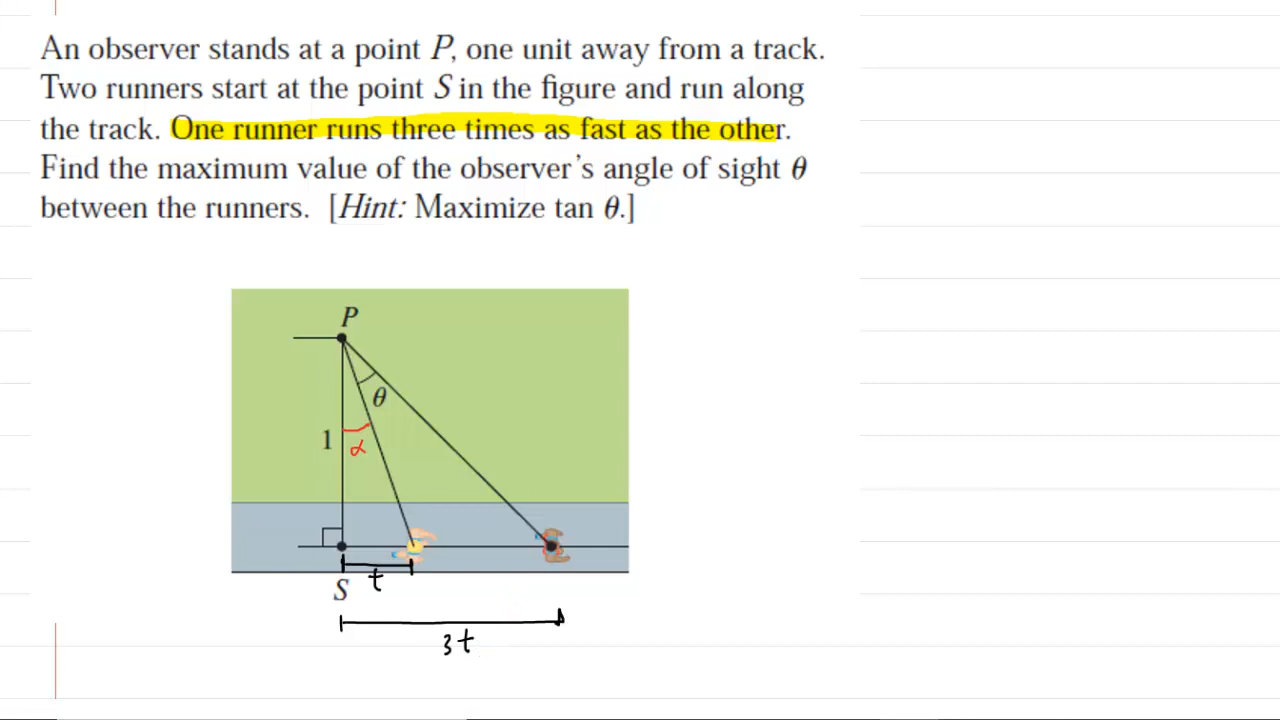 An observer stands at a point P, one unit away from a track.
Two runners start at the point S in the figure and run along
the track. One runner runs three times as fast as the other.
Find the maximum value of the observer's angle of sight θ
between the runners. [Hint: Maximize tan θ.]
P
θ
1
α
t
S
3t